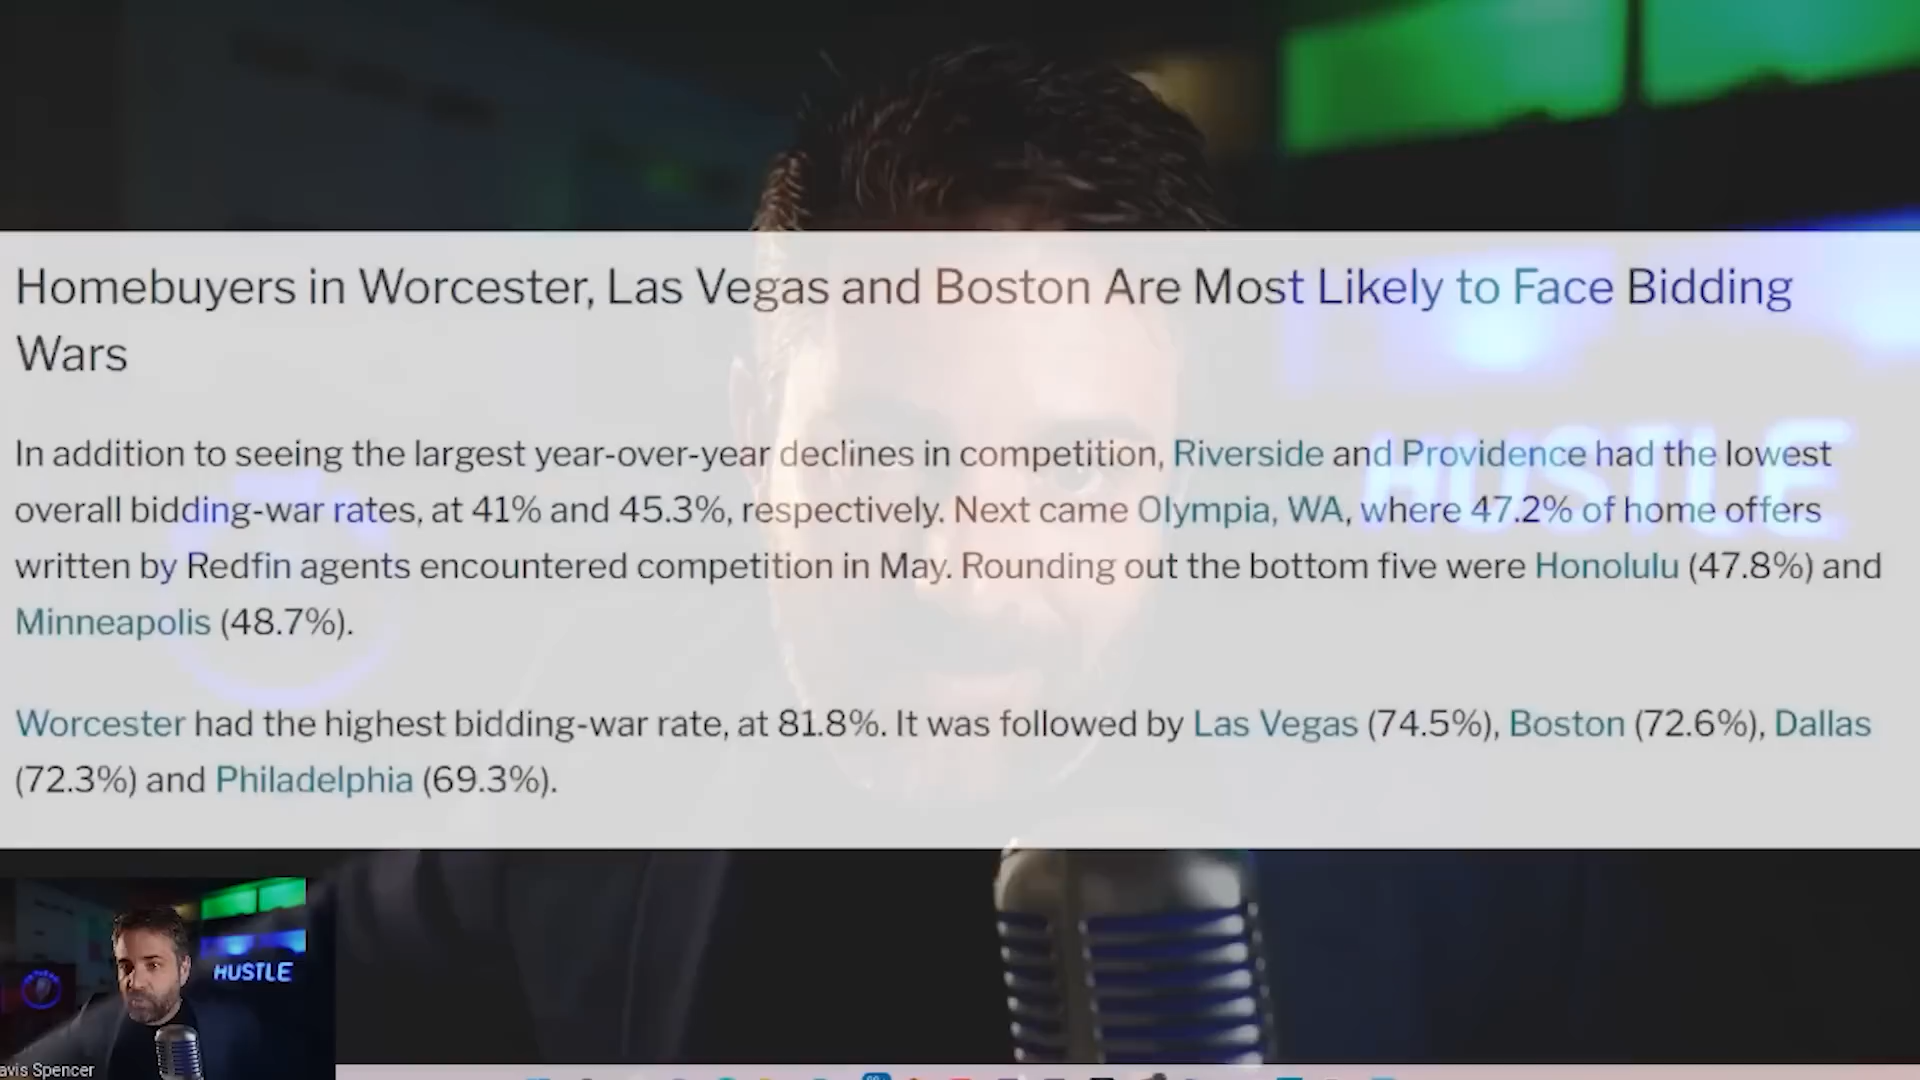 Homebuyers in Worcester, Las Vegas and Boston Are Most Likely to Face Bidding
Wars
In addition to seeing the largest year-over-year declines in competition, Riverside and Providence had the lowest
overall bidding-war rates, at 41% and 45.3%, respectively. Next came Olympia, WA, where 47.2% of home offers
written by Redfin agents encountered competition in May. Rounding out the bottom five were Honolulu (47.8%) and
Minneapolis (48.7%).
Worcester had the highest bidding-war rate, at 81.8%. It was followed by Las Vegas (74.5%), Boston (72.6%), Dallas
(72.3%) and Philadelphia (69.3%).
HUSTLE
HUSTLE
avis Spencer